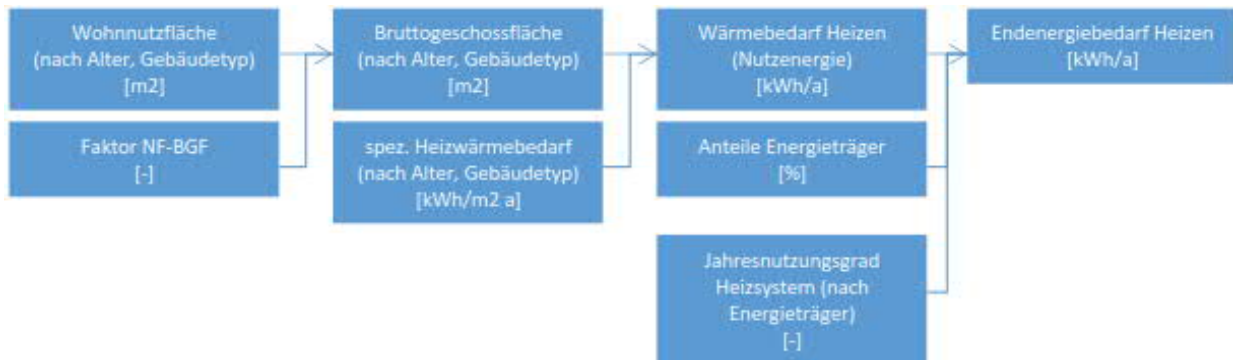 Wohnnutzfläche
(nach Alter, Gebäudetyp)
[m2]
Faktor NF-BGF
[-]
Bruttogeschossfläche
(nach Alter, Gebäudetyp)
[m2]
spez. Heizwärmebedarf
(nach Alter, Gebäudetyp)
[kWh/m2 a]
Wärmebedarf Heizen
(Nutzenergie)
[kWh/a]
Anteile Energieträger
[%]
Jahresnutzungsgrad
Heizsystem (nach
Energieträger)
[-]
Endenergiebedarf Heizen
[kWh/a]